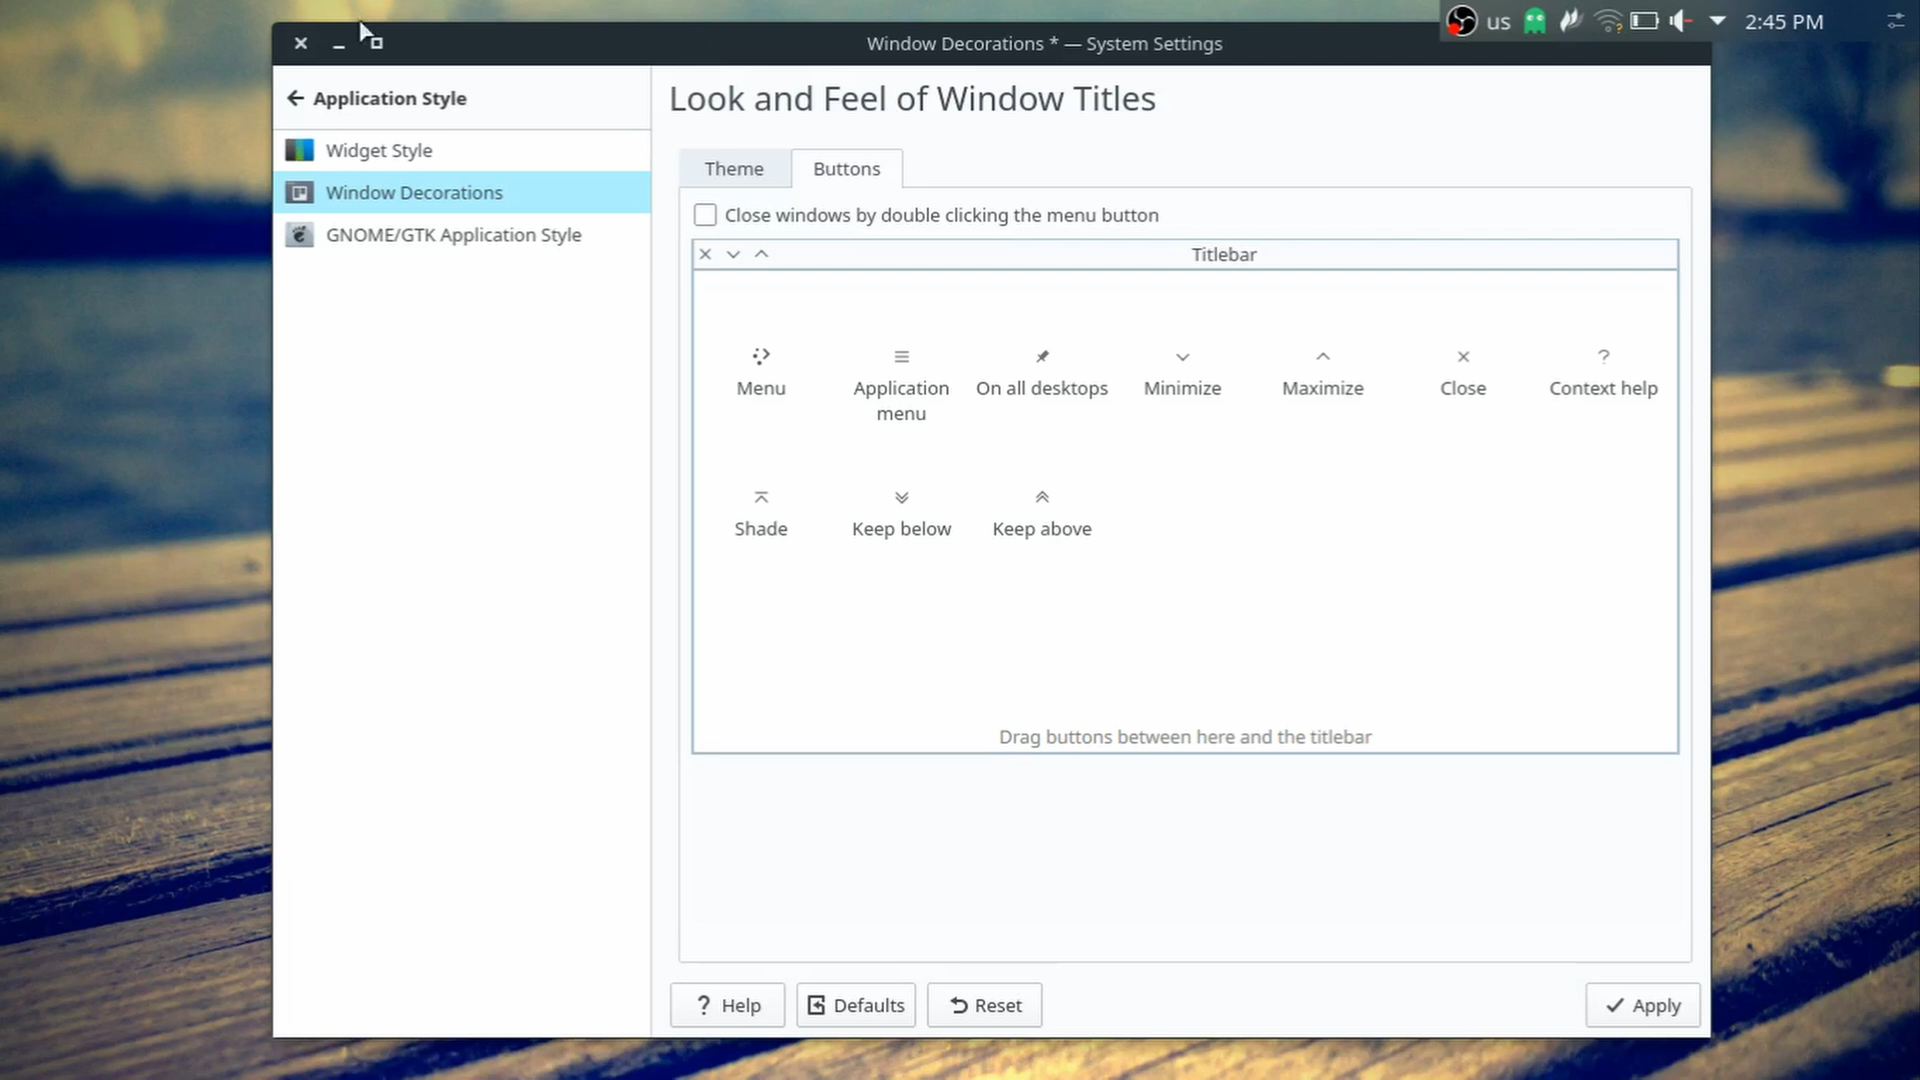 us 2:45 PM
Window Decorations * — System Settings
Application Style
Widget Style
Window Decorations
GNOME/GTK Application Style
Look and Feel of Window Titles
Theme Buttons
Close windows by double clicking the menu button
Titlebar
Menu
Application
menu
On all desktops
Minimize
Maximize
Close
? Context help
Shade
Keep below
Keep above
Drag buttons between here and the titlebar
? Help Defaults Reset Apply